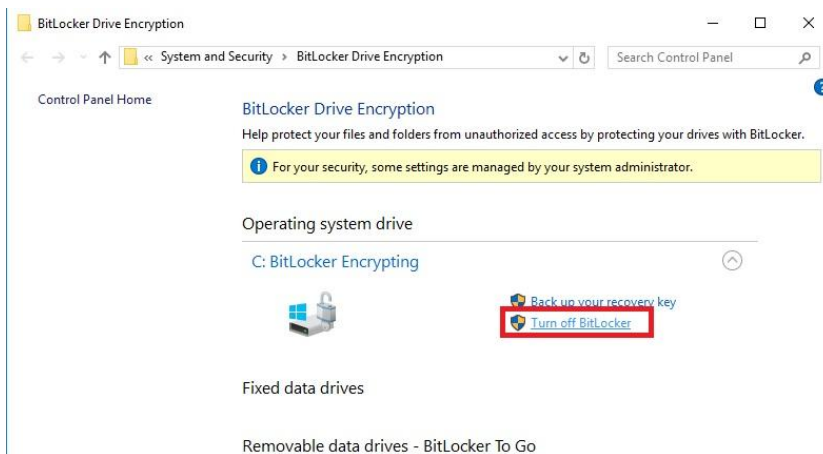 BitLocker Drive Encryption
« System and Security › BitLocker Drive Encryption
Search Control Panel
Control Panel Home
BitLocker Drive Encryption
Help protect your files and folders from unauthorized access by protecting your drives with BitLocker.
For your security, some settings are managed by your system administrator.
Operating system drive
C: BitLocker Encrypting
Back up your recovery key
Turn off BitLocker
Fixed data drives
Removable data drives - BitLocker To Go